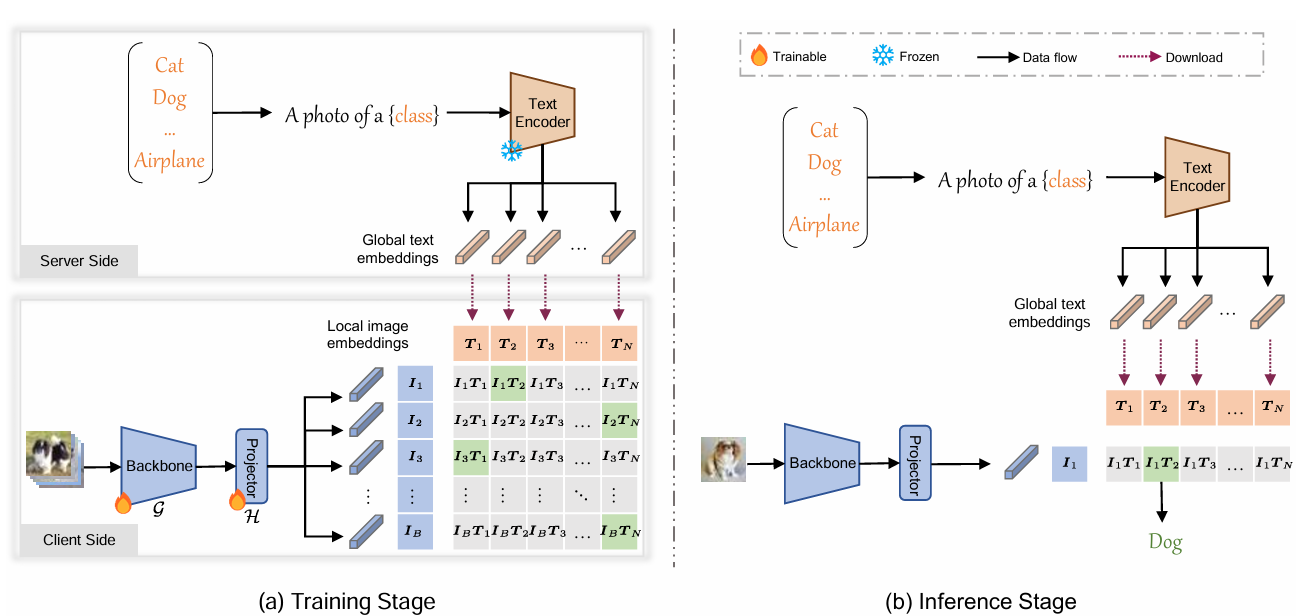 Cat
Dog
...
Airplane
A photo of a {class}
Text
Encoder
Global text
embeddings
...
Server Side
Local image
embeddings
T1 T2 T3 ... TN
I1 I1T1 I1T2 I1T3 ... I1TN
I2 I2T1 I2T2 I2T3 ... I2TN
I3 I3T1 I3T2 I3T3 ... I3TN
⋮ ⋮ ⋮ ⋮ ⋱ ⋮
IB IBT1 IBT2 IBT3 ... IBTN
Backbone
G
Projector
H
Client Side
(a) Training Stage
Trainable Frozen Data flow Download
Cat
Dog
...
Airplane
A photo of a {class}
Text
Encoder
Global text
embeddings
...
T1 T2 T3 ... TN
Backbone
Projector
I1 I1T1 I1T2 I1T3 ... I1TN
Dog
(b) Inference Stage